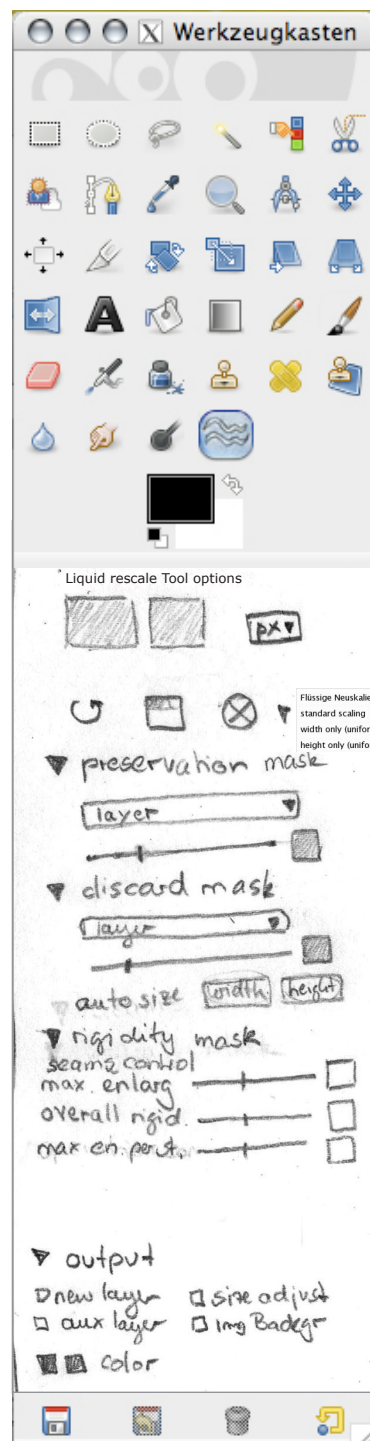 X Werkzeugkasten
Liquid rescale Tool options
px
Flüssige Neuskalie
standard scaling
width only (unifor
height only (unifo
preservation mask
layer
discard mask
layer
auto size width height
rigidity mask
seams control
max. enlarg
overall rigid.
max en. per st.
output
new layer size adjust
aux layer img Backgr
color